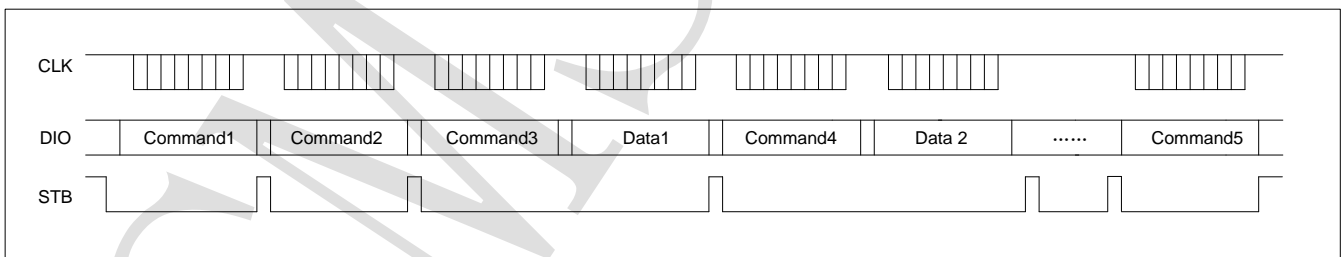 CLK
DIO Command1 Command2 Command3 Data1 Command4 Data 2 ...... Command5
STB